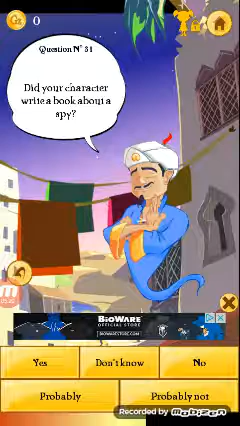 0
Question N° 31
Did your character
write a book about a
spy?
BIOWARE
OFFICIAL STORE
Yes
Don't know
No
Probably
Probably not
Recorded by mobizen